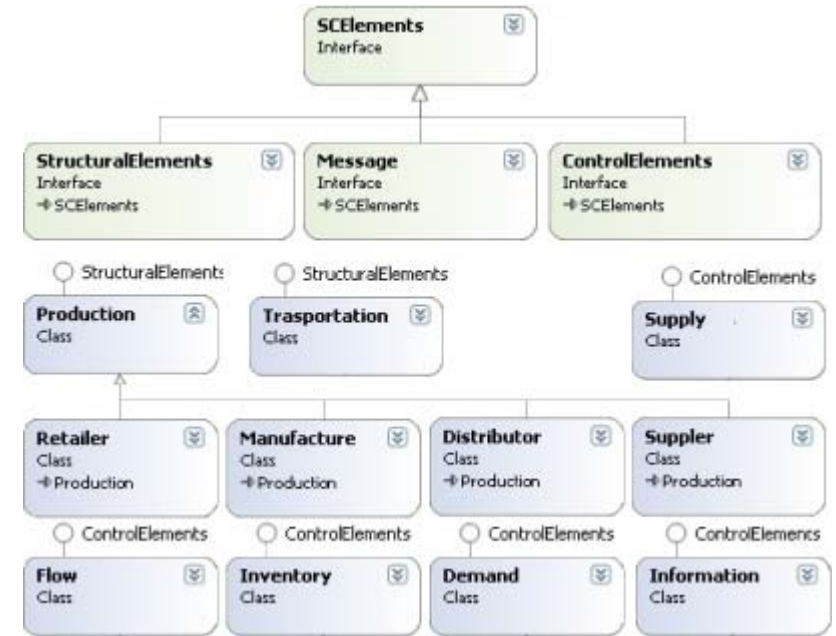 SCElements
Interface
StructuralElements
Interface
SCElements
Message
Interface
SCElements
ControlElements
Interface
SCElements
StructuralElements
Production
Class
StructuralElements
Trasportation
Class
ControlElements
Supply
Class
Retailer
Class
Production
Manufacture
Class
Production
Distributor
Class
Production
Suppler
Class
Production
ControlElements
Flow
Class
ControlElements
Inventory
Class
ControlElements
Demand
Class
ControlElements
Information
Class